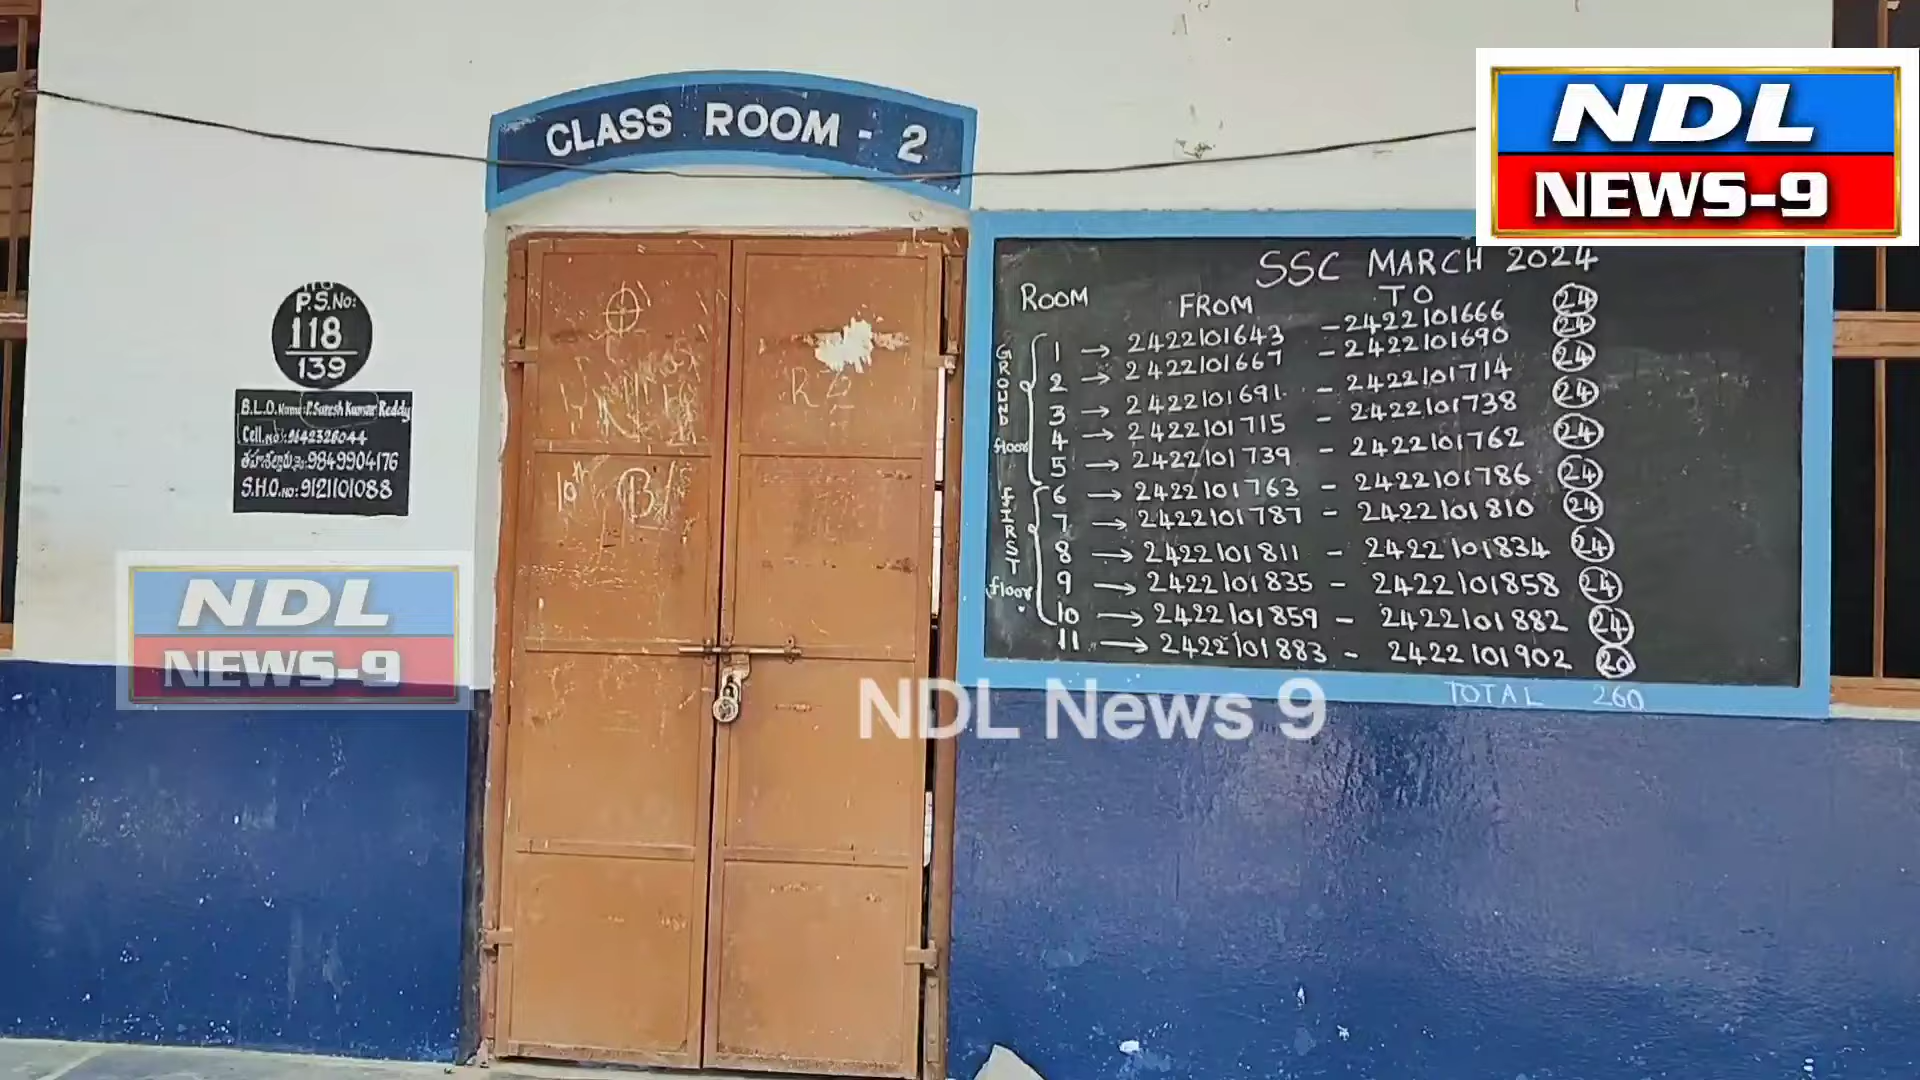 CLASS ROOM - 2
NDL
NEWS-9
P.S.No:
118
139
B.L.O. Name: P. Suresh Kumar Reddy
Cell.No: 9642326044
తహశీల్దారు.నెం:9849904176
S.H.O.NO: 9121101088
NDL
NEWS-9
10th B/S
SSC MARCH 2024
ROOM FROM TO
GROUND floor
1 → 2422101643 - 2422101666 24
2 → 2422101667 - 2422101690 24
3 → 2422101691 - 2422101714 24
4 → 2422101715 - 2422101738 24
5 → 2422101739 - 2422101762 24
FIRST floor
6 → 2422101763 - 2422101786 24
7 → 2422101787 - 2422101810 24
8 → 2422101811 - 2422101834 24
9 → 2422101835 - 2422101858 24
10 → 2422101859 - 2422101882 24
11 → 2422101883 - 2422101902 20
TOTAL 260
NDL News 9